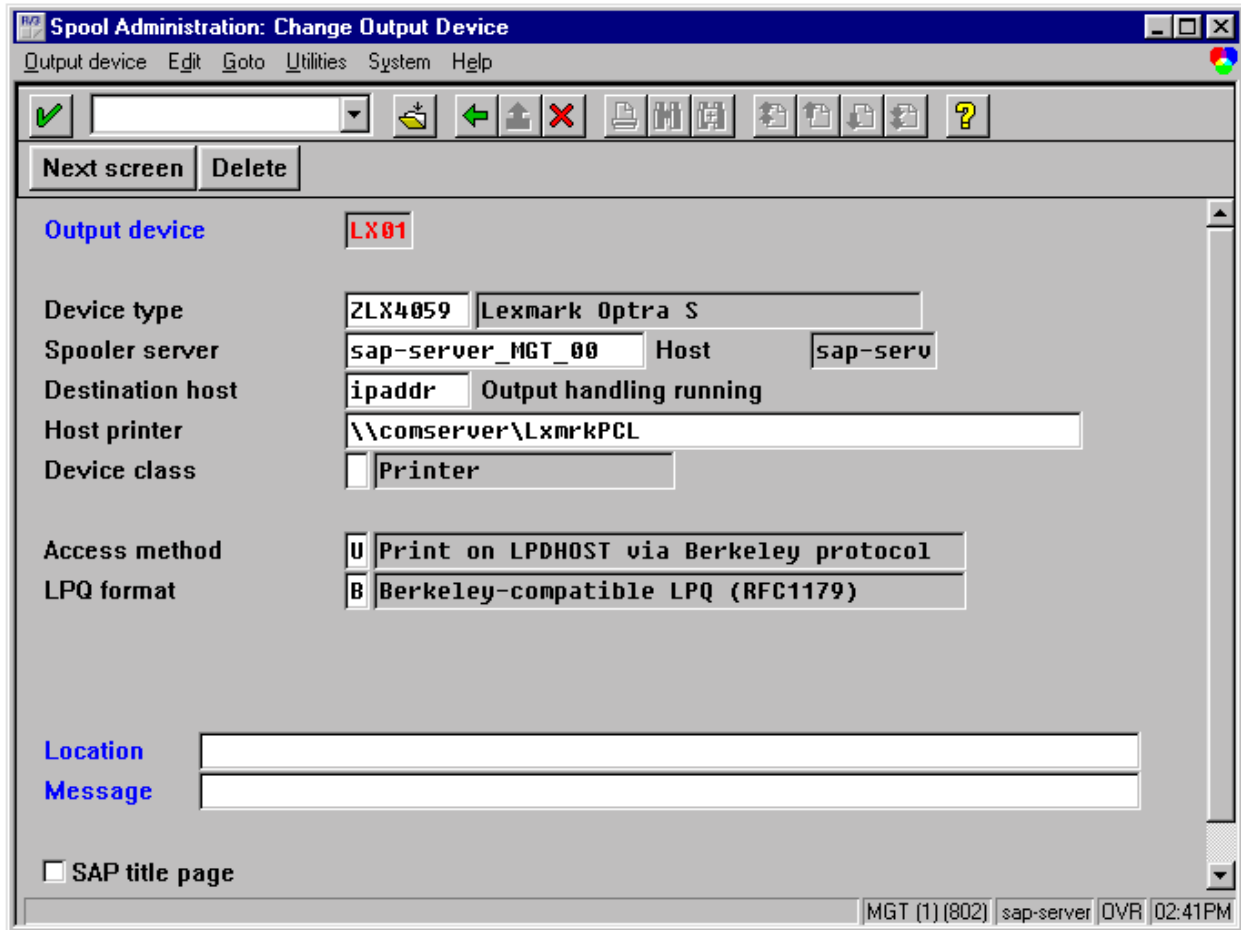 R/3 Spool Administration: Change Output Device
Output device Edit Goto Utilities System Help
Next screen Delete
Output device LX01
Device type ZLX4059 Lexmark Optra S
Spooler server sap-server_MGT_00 Host sap-serv
Destination host ipaddr Output handling running
Host printer \\comserver\LxmrkPCL
Device class Printer
Access method U Print on LPDHOST via Berkeley protocol
LPQ format B Berkeley-compatible LPQ (RFC1179)
Location
Message
SAP title page
MGT (1) (802) sap-server OVR 02:41PM